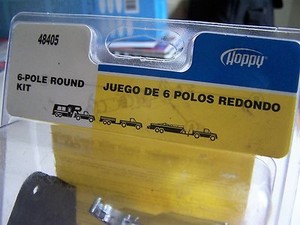 48405
Hoppy
6-POLE ROUND
KIT
JUEGO DE 6 POLOS REDONDO